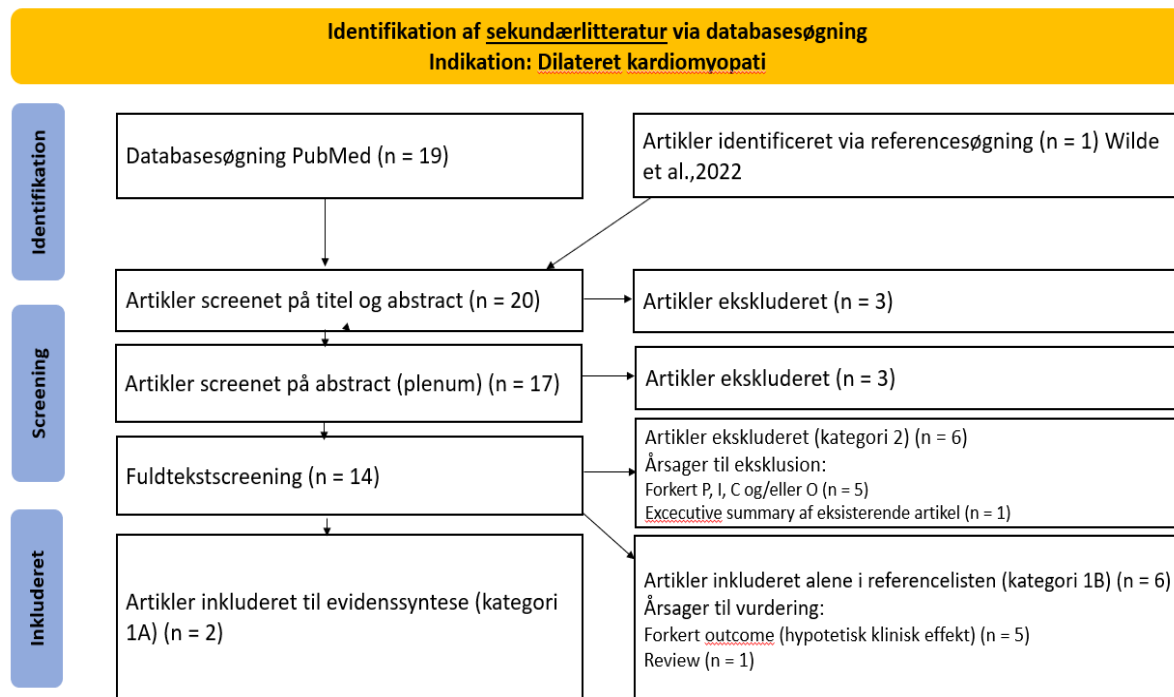 Identifikation af sekundærlitteratur via databasesøgning
Indikation: Dilateret kardiomyopati
Identifikation
Databasesøgning PubMed (n = 19)
Artikler identificeret via referencesøgning (n = 1) Wilde
et al.,2022
Screening
Artikler screenet på titel og abstract (n = 20)
Artikler ekskluderet (n = 3)
Artikler screenet på abstract (plenum) (n = 17)
Artikler ekskluderet (n = 3)
Fuldtekstscreening (n = 14)
Artikler ekskluderet (kategori 2) (n = 6)
Årsager til eksklusion:
Forkert P, I, C og/eller O (n = 5)
Excecutive summary af eksisterende artikel (n = 1)
Inkluderet
Artikler inkluderet til evidenssyntese (kategori
1A) (n = 2)
Artikler inkluderet alene i referencelisten (kategori 1B) (n = 6)
Årsager til vurdering:
Forkert outcome (hypotetisk klinisk effekt) (n = 5)
Review (n = 1)